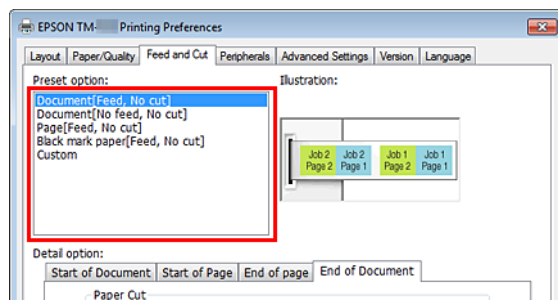 EPSON TM- Printing Preferences
Layout Paper/Quality Feed and Cut Peripherals Advanced Settings Version Language
Preset option:
Illustration:
Document[Feed, No cut]
Document[No feed, No cut]
Page[Feed, No cut]
Black mark paper[Feed, No cut]
Custom
Job 2 Job 2 Job 1 Job 1
Page 2 Page 1 Page 2 Page 1
Detail option:
Start of Document Start of Page End of page End of Document
Paper Cut